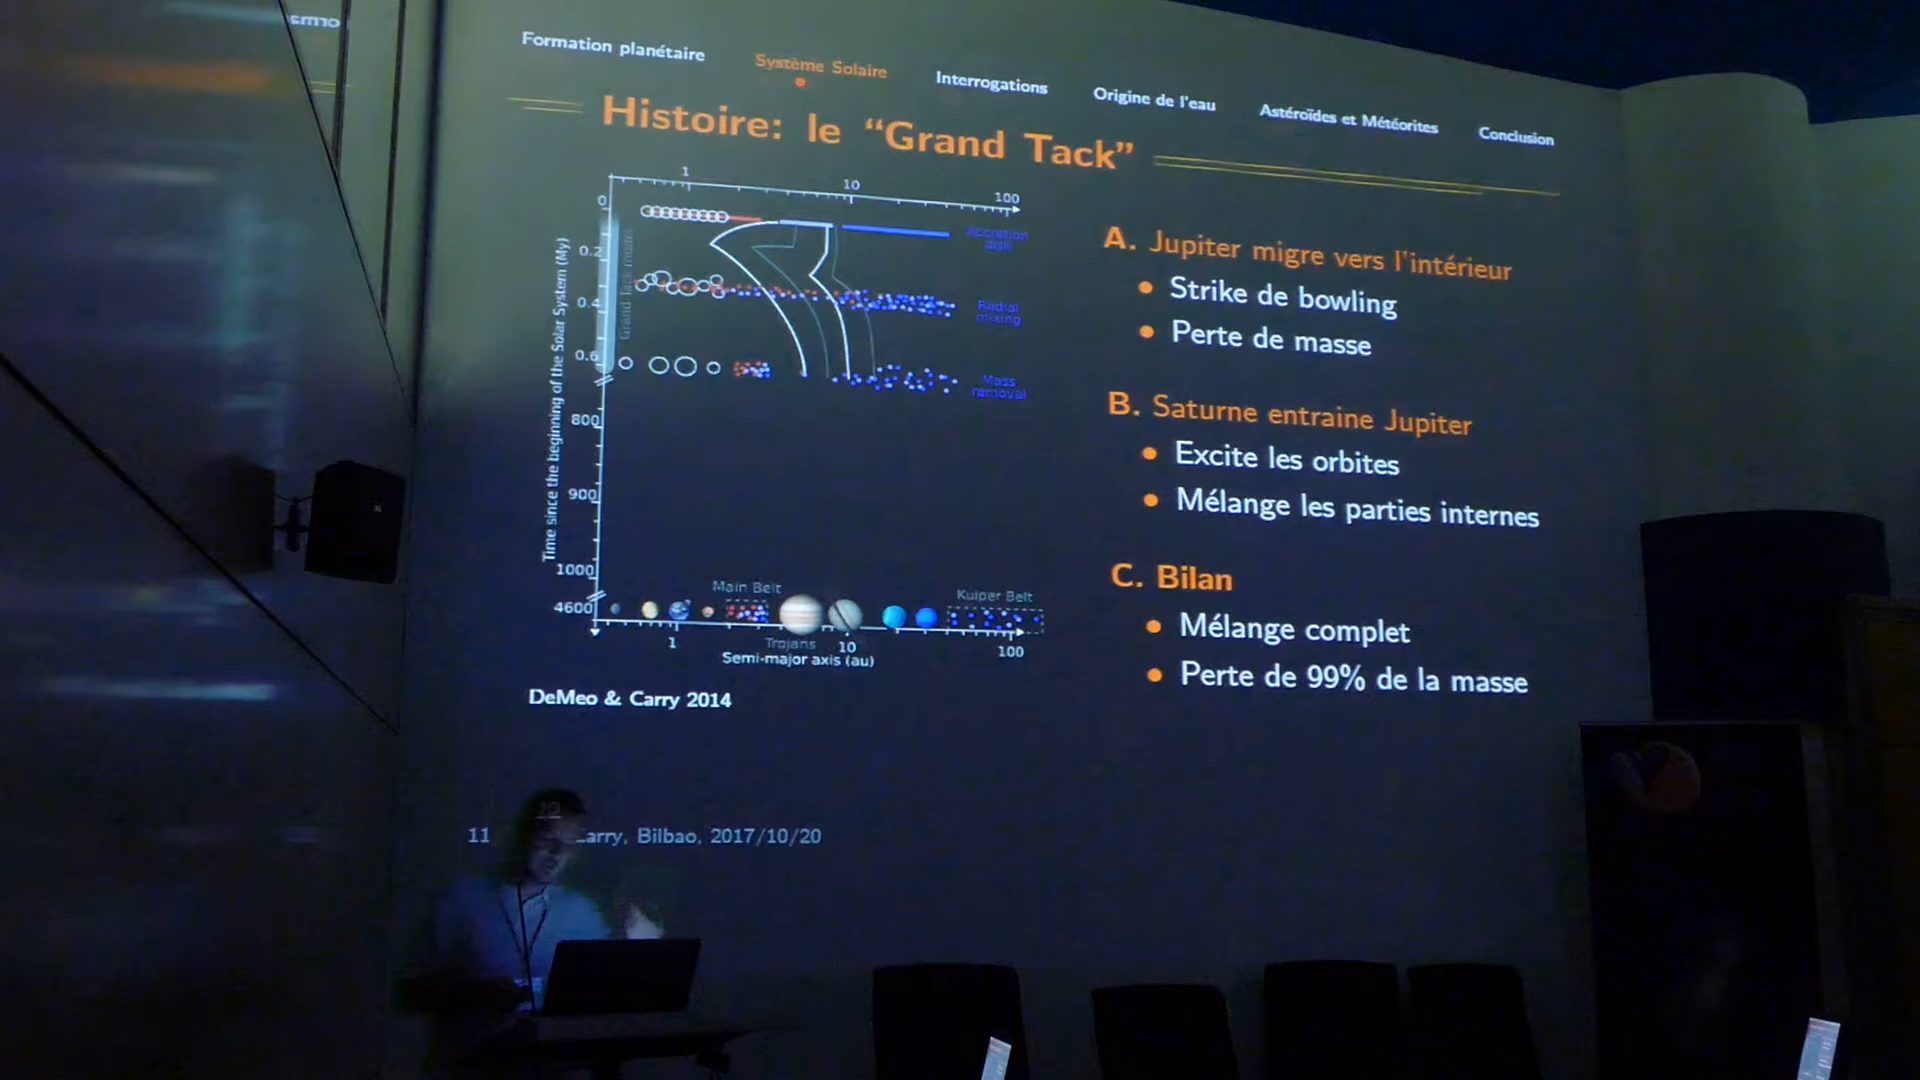 Formation planétaire
Système Solaire
Interrogations
Origine de l'eau
Astéroïdes et Météorites
Conclusion
Histoire: le “Grand Tack”
1 10 100
0
0.2
0.4
0.6
800
900
1000
4600
Time since the beginning of the Solar System (My)
Accretion
disk
Radial
mixing
Mass
removal
Main Belt
Kuiper Belt
Trojans
1 10 100
Semi-major axis (au)
DeMeo & Carry 2014
A. Jupiter migre vers l'intérieur
Strike de bowling
Perte de masse
B. Saturne entraine Jupiter
Excite les orbites
Mélange les parties internes
C. Bilan
Mélange complet
Perte de 99% de la masse
11 arry, Bilbao, 2017/10/20